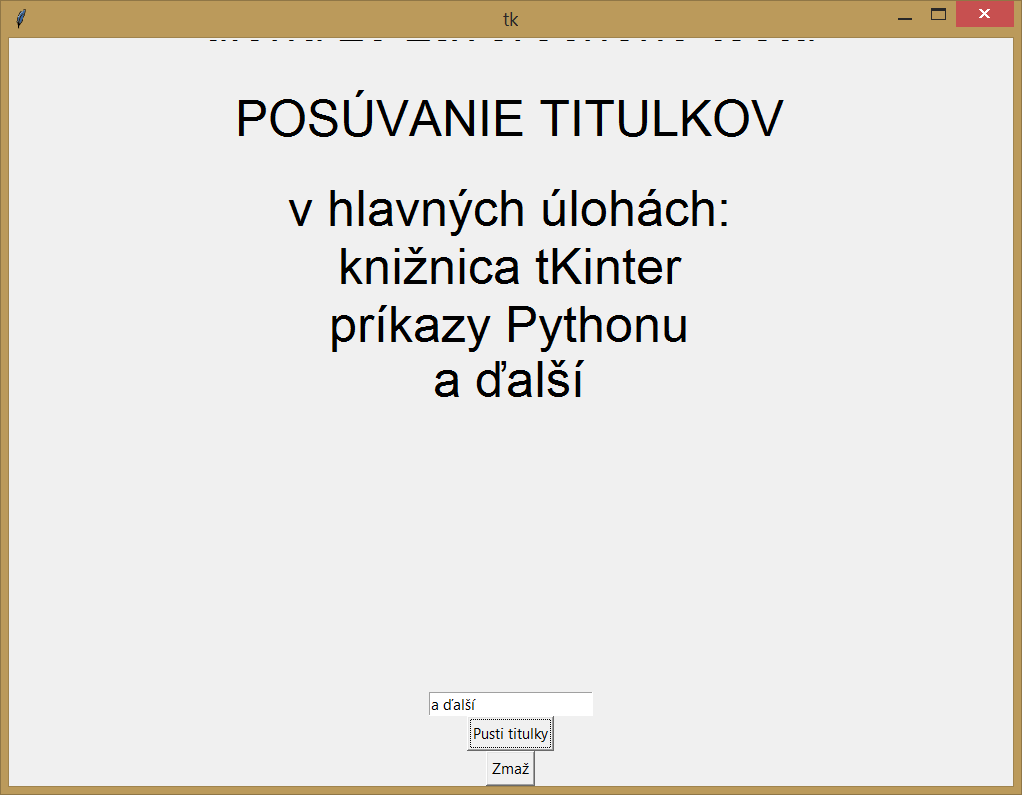 tk
POSÚVANIE TITULKOV
v hlavných úlohách:
knižnica tKinter
príkazy Pythonu
a ďalší
a ďalší
Pusti titulky
Zmaž